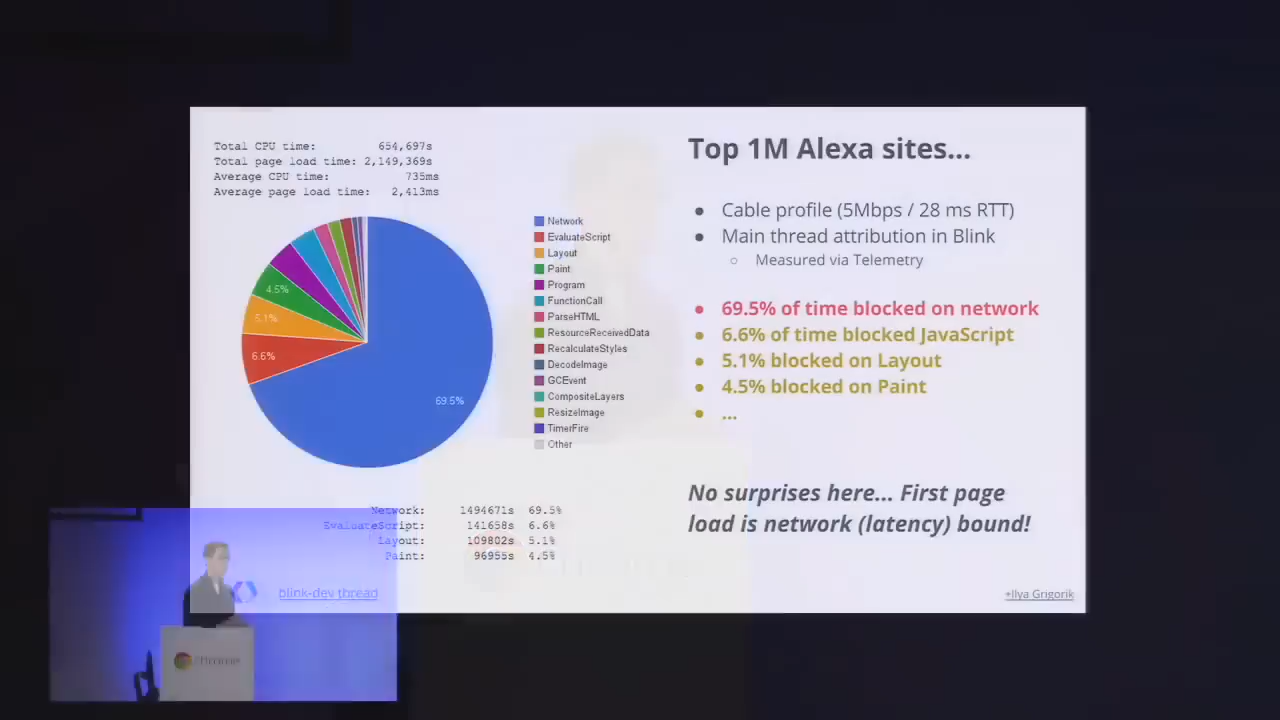 Total CPU time: 654,697s
Total page load time: 2,149,369s
Average CPU time: 735ms
Average page load time: 2,413ms
69.5%
6.6%
5.1%
4.5%
Network
EvaluateScript
Layout
Paint
Program
FunctionCall
ParseHTML
ResourceReceivedData
RecalculateStyles
DecodeImage
GCEvent
CompositeLayers
ResizeImage
TimerFire
Other
Network: 1494671s 69.5%
EvaluateScript: 141658s 6.6%
Layout: 109802s 5.1%
Paint: 96955s 4.5%
blink-dev thread
Top 1M Alexa sites...
● Cable profile (5Mbps / 28 ms RTT)
● Main thread attribution in Blink
○ Measured via Telemetry
● 69.5% of time blocked on network
● 6.6% of time blocked JavaScript
● 5.1% blocked on Layout
● 4.5% blocked on Paint
● ...
No surprises here... First page
load is network (latency) bound!
+Ilya Grigorik